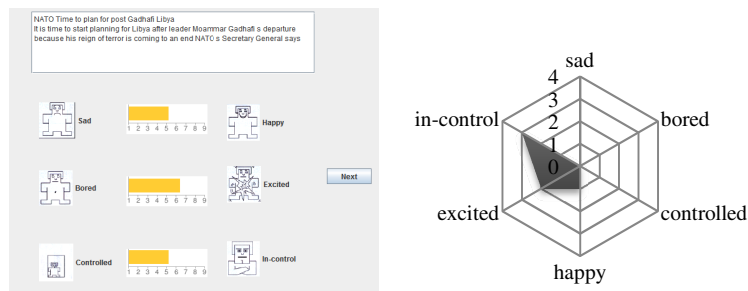 NATO Time to plan for post Gadhafi Libya
It is time to start planning for Libya after leader Moammar Gadhafi s departure
because his reign of terror is coming to an end NATO s Secretary General says
Sad
1 2 3 4 5 6 7 8 9
Happy
Bored
1 2 3 4 5 6 7 8 9
Excited
Next
Controlled
1 2 3 4 5 6 7 8 9
In-control
sad
4
3
2
1
0
in-control
bored
excited
controlled
happy